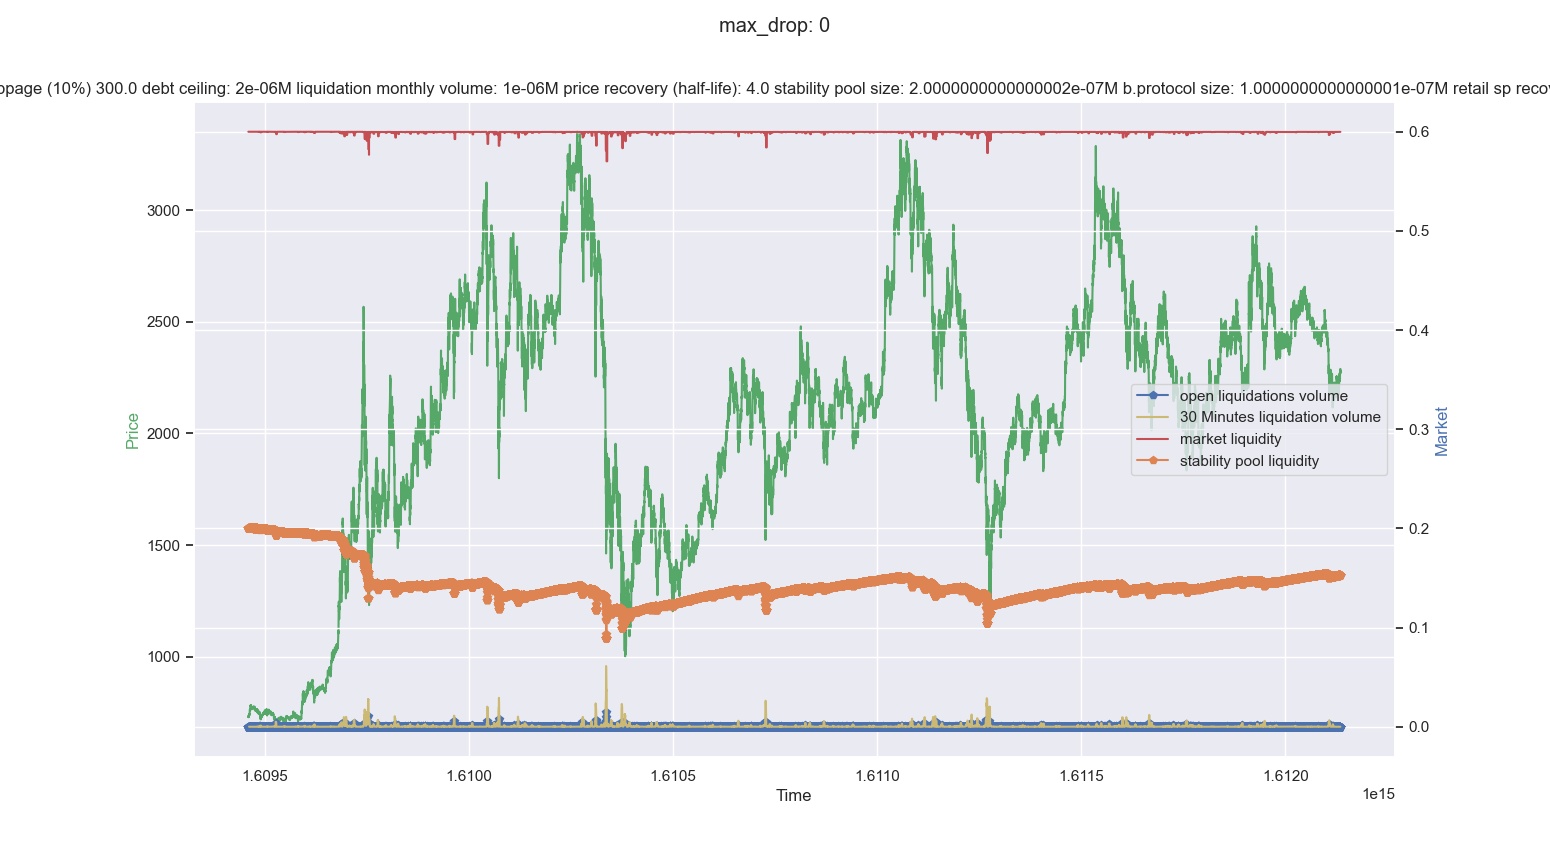 max_drop: 0
(10%) 300.0 debt ceiling: 2e-06M liquidation monthly volume: 1e-06M price recovery (half-life): 4.0 stability pool size: 2.0000000000000002e-07M b.protocol size: 1.0000000000000001e-07M retail sp
3000
2500
2000
1500
1000
Price
0.6
0.5
0.4
0.3
0.2
0.1
0.0
Market
open liquidations volume
30 Minutes liquidation volume
market liquidity
stability pool liquidity
1.6095 1.6100 1.6105 1.6110 1.6115 1.6120
Time
1e15